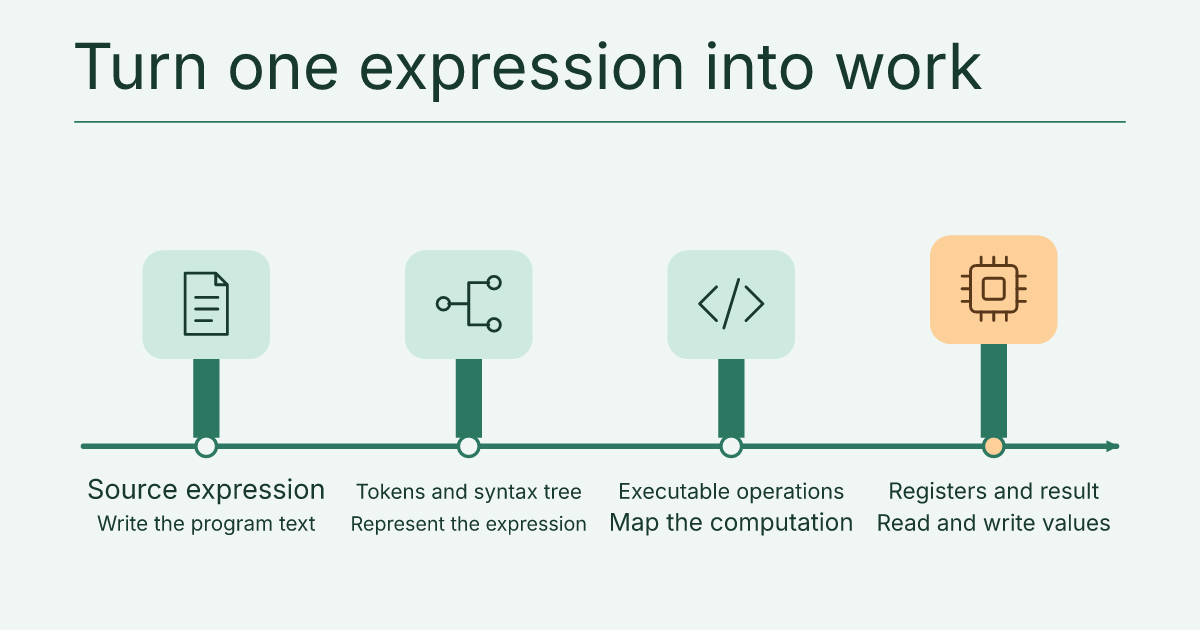 Turn one expression into work
Source expression
Write the program text
Tokens and syntax tree
Represent the expression
Executable operations
Map the computation
Registers and result
Read and write values